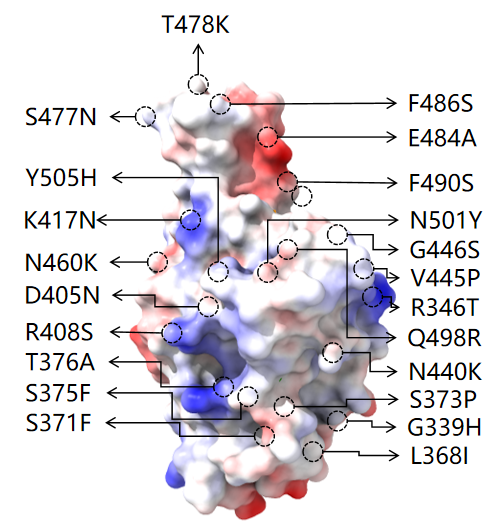 T478K
S477N
F486S
E484A
Y505H
F490S
K417N
N501Y
G446S
N460K
V445P
D405N
R346T
R408S
Q498R
T376A
N440K
S375F
S373P
S371F
G339H
L368I